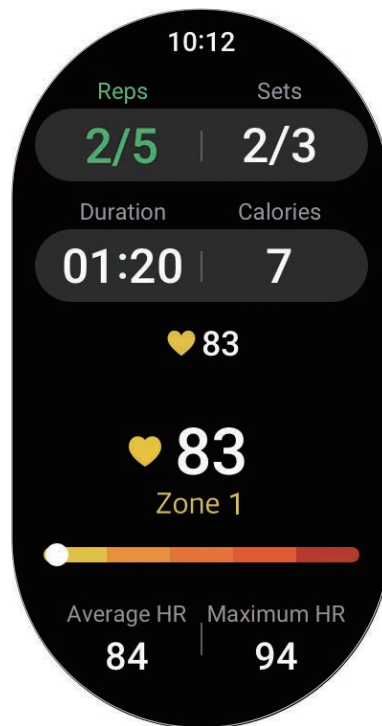 10:12
Reps Sets
2/5 2/3
Duration Calories
01:20 7
83
83
Zone 1
Average HR Maximum HR
84 94